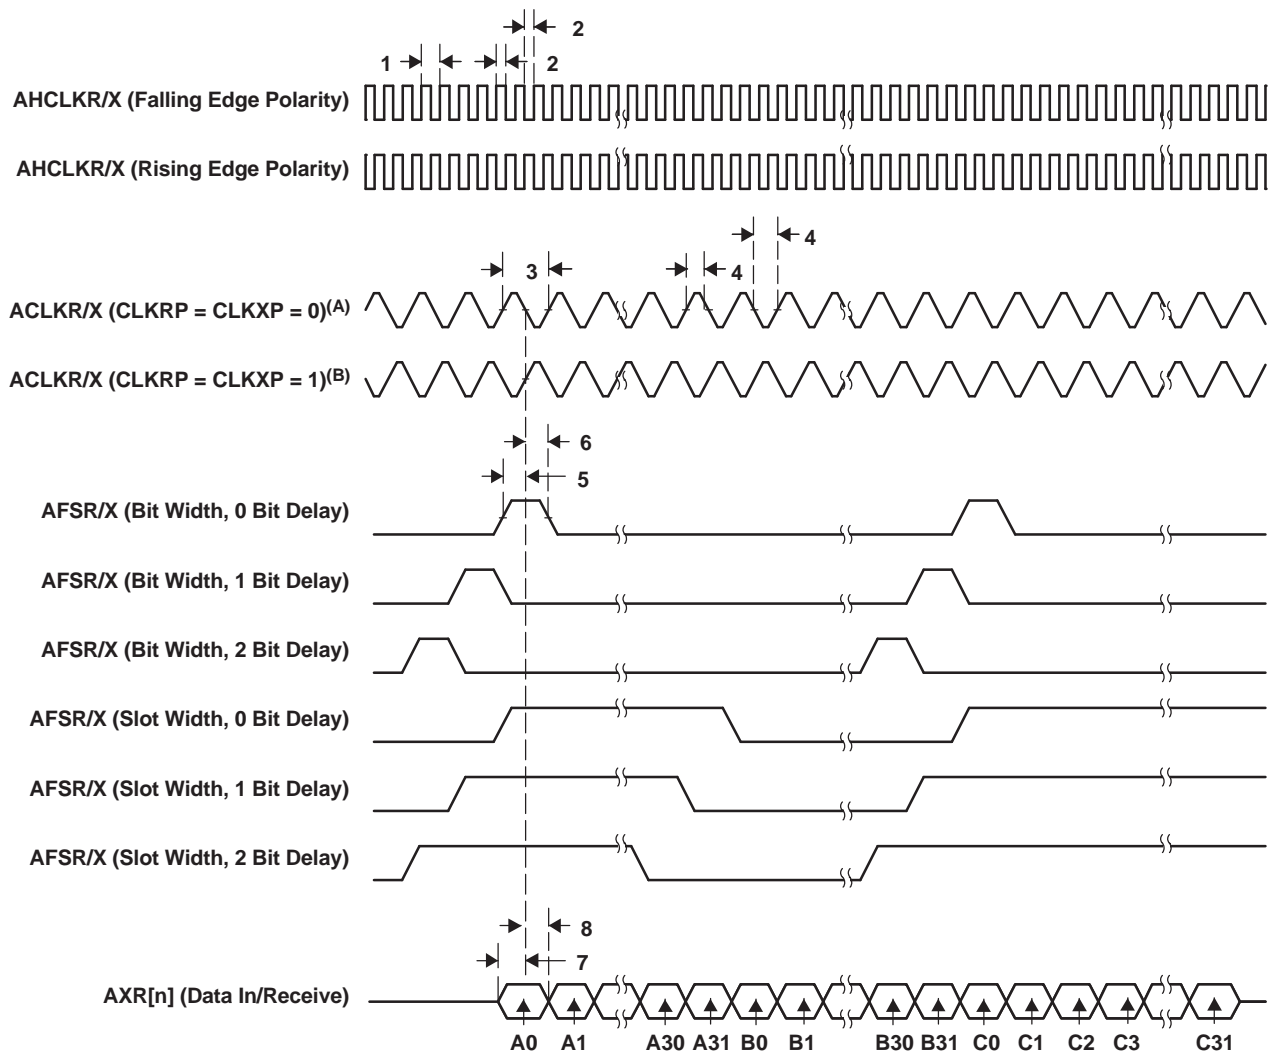 2
1
2
AHCLKR/X (Falling Edge Polarity)
AHCLKR/X (Rising Edge Polarity)
4
3
4
ACLKR/X (CLKRP = CLKXP = 0)(A)
ACLKR/X (CLKRP = CLKXP = 1)(B)
6
5
AFSR/X (Bit Width, 0 Bit Delay)
AFSR/X (Bit Width, 1 Bit Delay)
AFSR/X (Bit Width, 2 Bit Delay)
AFSR/X (Slot Width, 0 Bit Delay)
AFSR/X (Slot Width, 1 Bit Delay)
AFSR/X (Slot Width, 2 Bit Delay)
8
7
AXR[n] (Data In/Receive)
A0 A1 A30 A31 B0 B1 B30 B31 C0 C1 C2 C3 C31